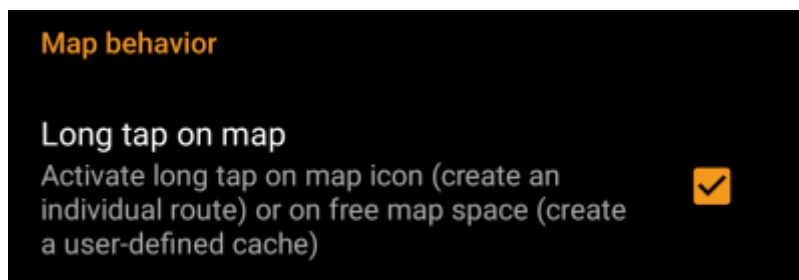 Map behavior
Long tap on map
Activate long tap on map icon (create an
individual route) or on free map space (create
a user-defined cache)